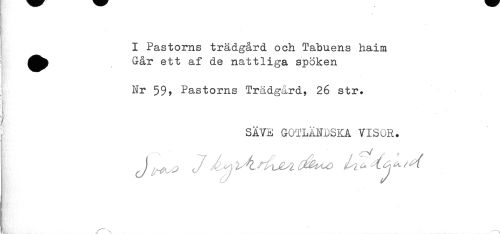 I Pastorns trädgård och Tabuens haim
Går ett af de nattliga spöken
Nr 59, Pastorns Trädgård, 26 str.
SÄVE GOTLÄNDSKA VISOR.
Svas I kyrkoherdens trädgård